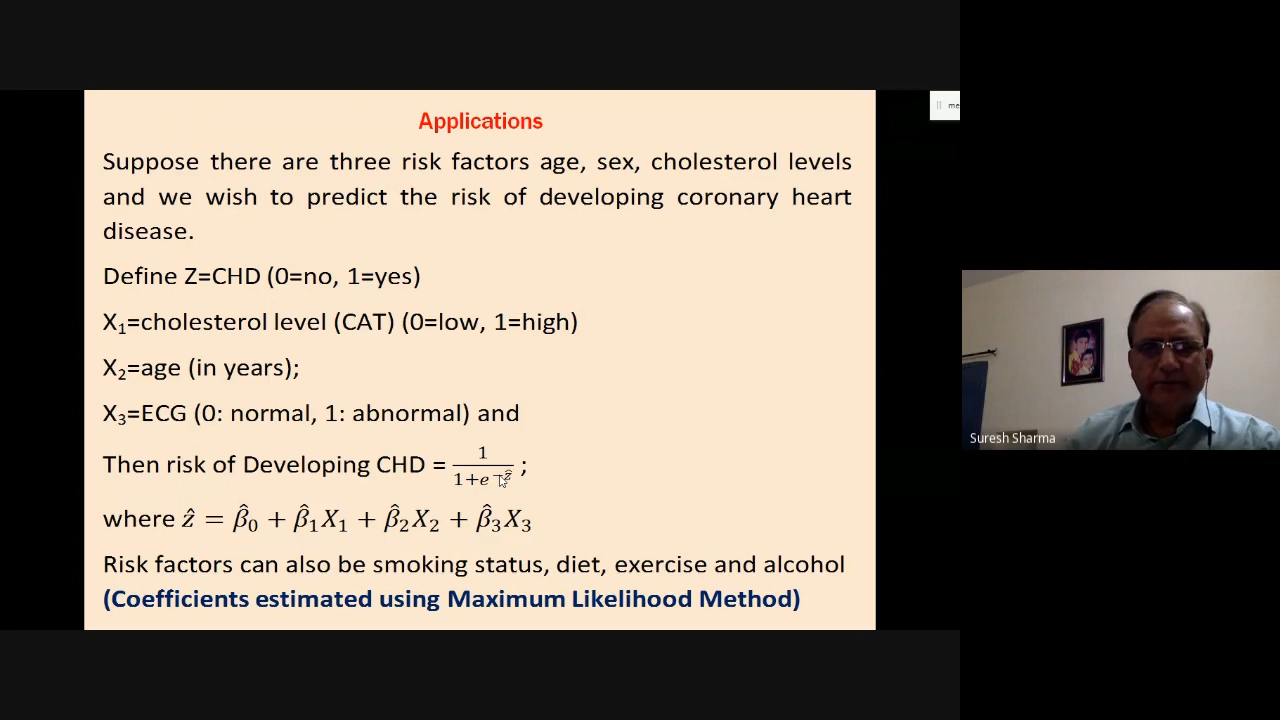 Applications
Suppose there are three risk factors age, sex, cholesterol levels
and we wish to predict the risk of developing coronary heart
disease.
Define Z=CHD (0=no, 1=yes)
X₁=cholesterol level (CAT) (0=low, 1=high)
X₂=age (in years);
X₃=ECG (0: normal, 1: abnormal) and
Then risk of Developing CHD = 1/(1+e^−ẑ) ;
where ẑ = β̂₀ + β̂₁X₁ + β̂₂X₂ + β̂₃X₃
Risk factors can also be smoking status, diet, exercise and alcohol
(Coefficients estimated using Maximum Likelihood Method)
me
Suresh Sharma